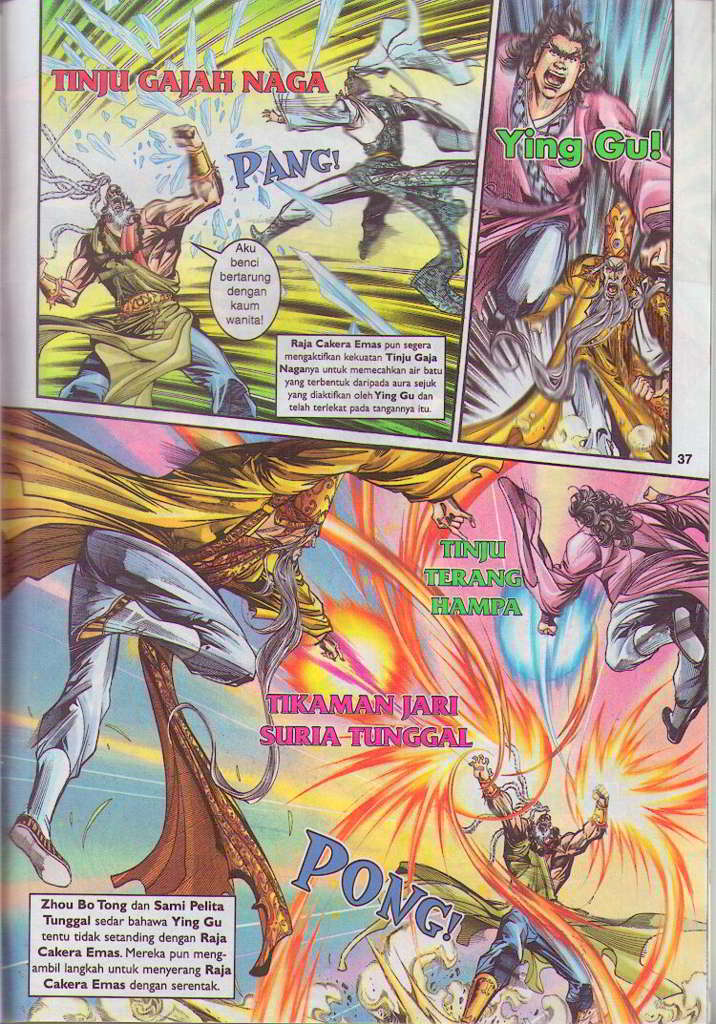 TINJU GAJAH NAGA
PANG!
Aku
benci
bertarung
dengan
kaum
wanita!
Raja Cakera Emas pun segera
mengaktifkan kekuatan Tinju Gaja
Naganya untuk memecahkan air batu
yang terbentuk daripada aura sejuk
yang diaktifkan oleh Ying Gu dan
telah terlekat pada tangannya itu.
Ying Gu!
37
TINJU
TERANG
HAMPA
TIKAMAN JARI
SURIA TUNGGAL
PONG!
Zhou Bo Tong dan Sami Pelita
Tunggal sedar bahawa Ying Gu
tentu tidak setanding dengan Raja
Cakera Emas. Mereka pun meng-
ambil langkah untuk menyerang Raja
Cakera Emas dengan serentak.